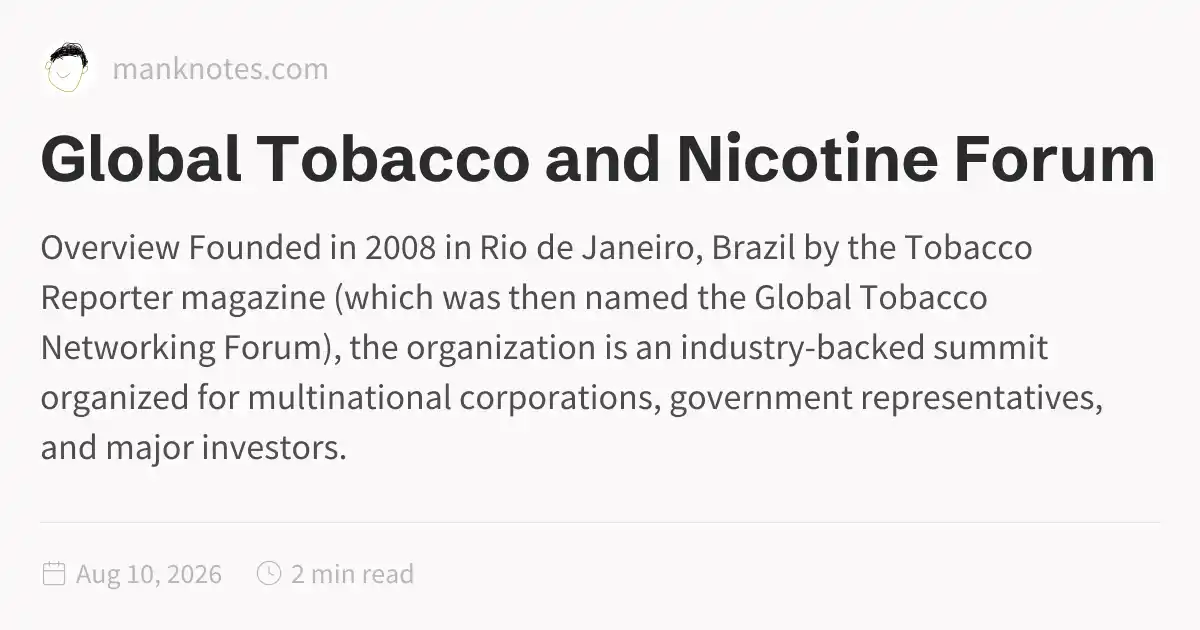 manknotes.com
Global Tobacco and Nicotine Forum
Overview Founded in 2008 in Rio de Janeiro, Brazil by the Tobacco
Reporter magazine (which was then named the Global Tobacco
Networking Forum), the organization is an industry-backed summit
organized for multinational corporations, government representatives,
and major investors.
Aug 10, 2026 2 min read